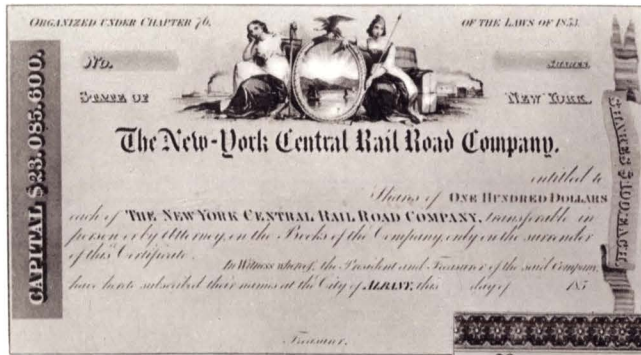 ORGANIZED UNDER CHAPTER 76, OF THE LAWS OF 1853.
No. SHARES.
STATE OF NEW YORK.
The New-York Central Rail Road Company.
entitled to
Shares of ONE HUNDRED DOLLARS
each of THE NEW YORK CENTRAL RAIL ROAD COMPANY, transferable in
person or by Attorney, on the Books of the Company, only on the surrender
of this Certificate.
In Witness whereof, the President and Treasurer of the said Company,
have hereto subscribed their names at the City of ALBANY, this day of 185
Treasurer.
CAPITAL $23,085,600.
SHARES $100 EACH.